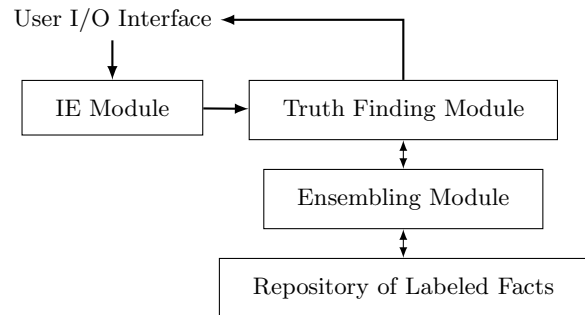 User I/O Interface
IE Module
Truth Finding Module
Ensembling Module
Repository of Labeled Facts